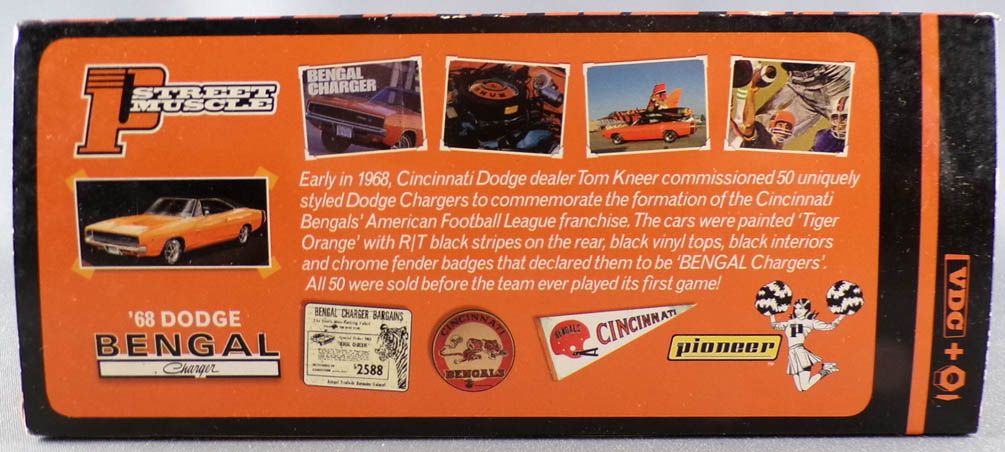 P
STREET
MUSCLE
BENGAL
CHARGER
Early in 1968, Cincinnati Dodge dealer Tom Kneer commissioned 50 uniquely
styled Dodge Chargers to commemorate the formation of the Cincinnati
Bengals' American Football League franchise. The cars were painted 'Tiger
Orange' with R|T black stripes on the rear, black vinyl tops, black interiors
and chrome fender badges that declared them to be 'BENGAL Chargers'.
All 50 were sold before the team ever played its first game!
'68 DODGE
BENGAL
Charger
BENGAL CHARGER BARGAINS
$2588
CINCINNATI
BENGALS
BENGALS
CINCINNATI
pioneer
VDC+